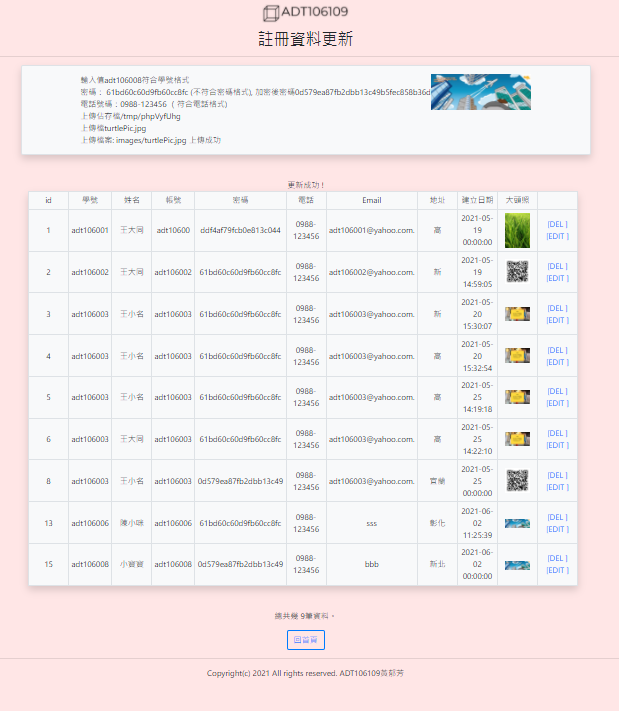 ADT106109
註冊資料更新
輸入值adt106008符合學號格式
密碼： 61bd60c60d9fb60cc8fc (不符合密碼格式), 加密後密碼0d579ea87fb2dbb13c49b5fec858b36d
電話號碼：0988-123456（ 符合電話格式)
上傳佔存檔/tmp/phpVyfUhg
上傳檔turtlePic.jpg
上傳檔案: images/turtlePic.jpg 上傳成功
更新成功！
id 學號 姓名 帳號 密碼 電話 Email 地址 建立日期 大頭照
1 adt106001 王大同 adt10600 ddf4af79fcb0e813c044 0988-123456 adt106001@yahoo.com. 高 2021-05-19 00:00:00 [DEL ] [EDIT ]
2 adt106002 王大同 adt106002 61bd60c60d9fb60cc8fc 0988-123456 adt106002@yahoo.com. 新 2021-05-19 14:59:05 [DEL ] [EDIT ]
3 adt106003 王小名 adt106003 61bd60c60d9fb60cc8fc 0988-123456 adt106003@yahoo.com. 新 2021-05-20 15:30:07 [DEL ] [EDIT ]
4 adt106003 王小名 adt106003 61bd60c60d9fb60cc8fc 0988-123456 adt106003@yahoo.com. 高 2021-05-20 15:32:54 [DEL ] [EDIT ]
5 adt106003 王小名 adt106003 61bd60c60d9fb60cc8fc 0988-123456 adt106003@yahoo.com. 高 2021-05-25 14:19:18 [DEL ] [EDIT ]
6 adt106003 王大同 adt106003 61bd60c60d9fb60cc8fc 0988-123456 adt106003@yahoo.com. 高 2021-05-25 14:22:10 [DEL ] [EDIT ]
8 adt106003 王小名 adt106003 0d579ea87fb2dbb13c49 0988-123456 adt106003@yahoo.com. 宜蘭 2021-05-25 00:00:00 [DEL ] [EDIT ]
13 adt106006 陳小咪 adt106006 61bd60c60d9fb60cc8fc 0988-123456 sss 彰化 2021-06-02 11:25:39 [DEL ] [EDIT ]
15 adt106008 小寶寶 adt106008 0d579ea87fb2dbb13c49 0988-123456 bbb 新北 2021-06-02 00:00:00 [DEL ] [EDIT ]
總共幾 9筆資料。
回首頁
Copyright(c) 2021 All rights reserved. ADT106109黃郁芳